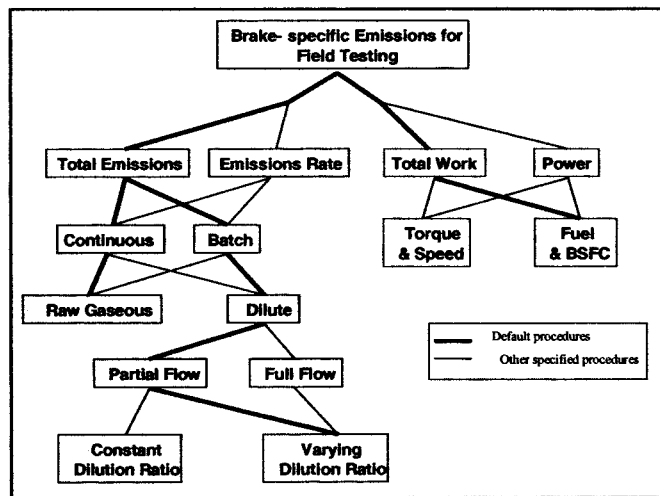 Brake- specific Emissions for
Field Testing
Total Emissions
Emissions Rate
Total Work
Power
Continuous
Batch
Torque
& Speed
Fuel
& BSFC
Raw Gaseous
Dilute
Default procedures
Other specified procedures
Partial Flow
Full Flow
Constant
Dilution Ratio
Varying
Dilution Ratio